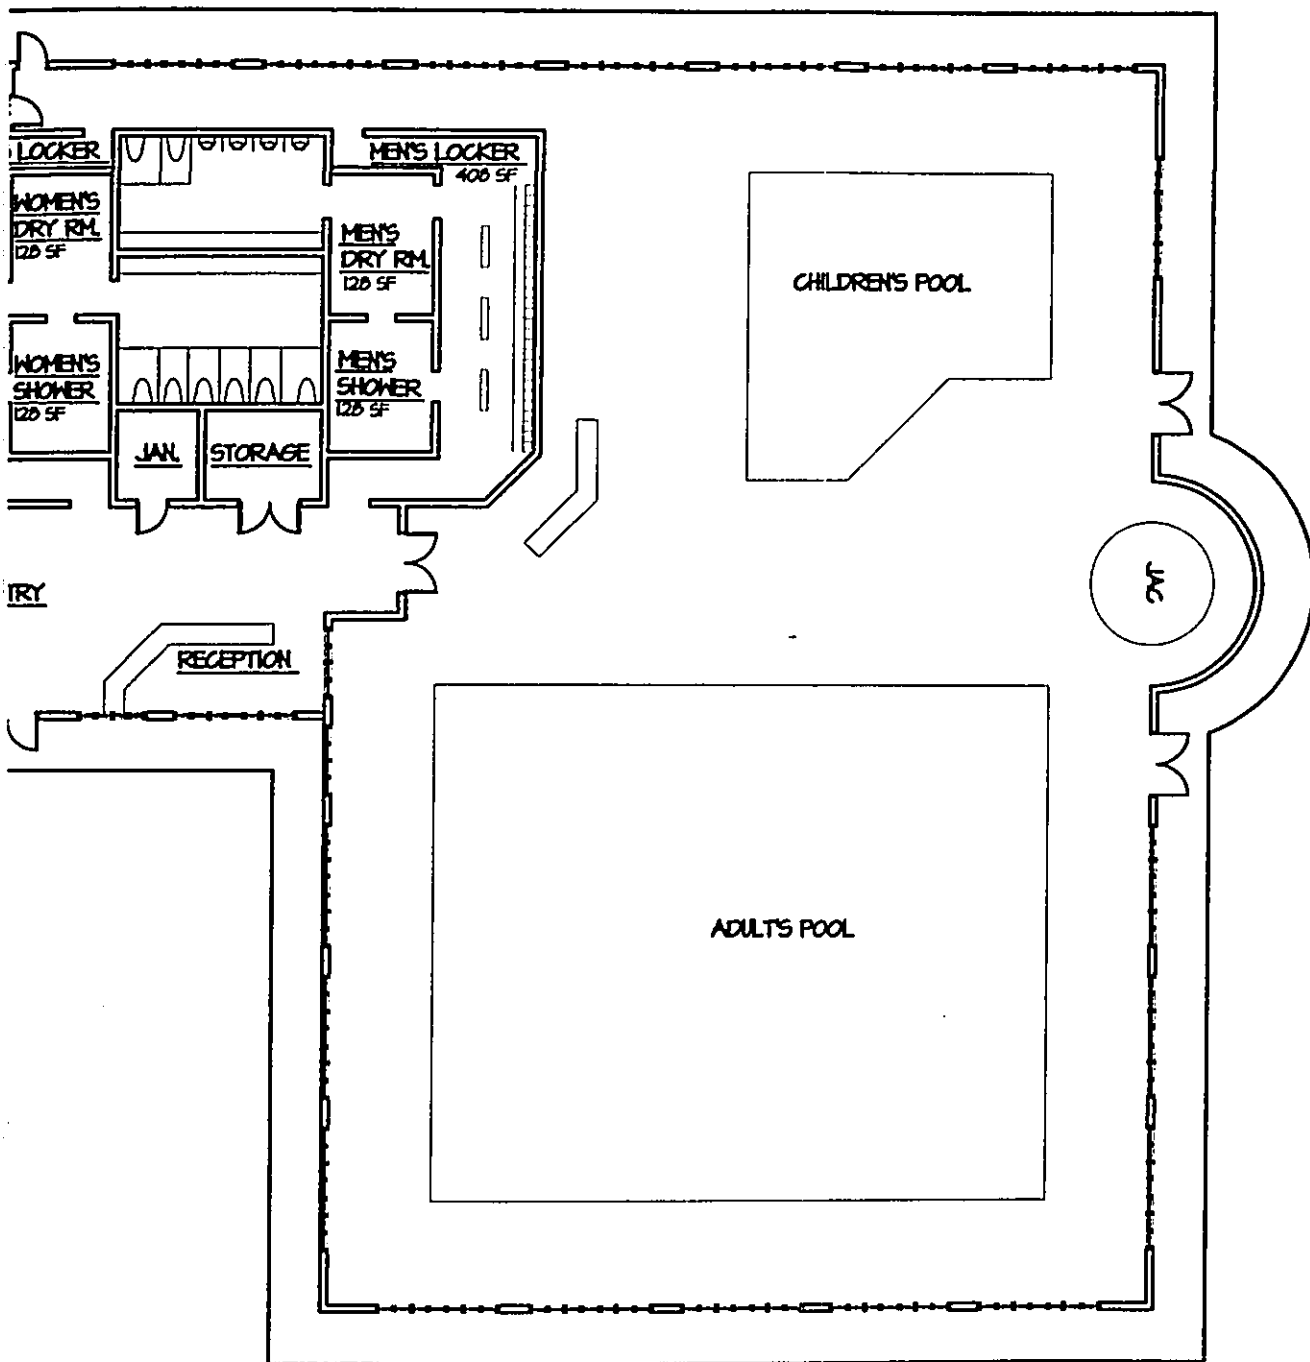 LOCKER
MEN'S LOCKER
408 SF
WOMEN'S
DRY RM.
128 SF
MEN'S
DRY RM.
128 SF
CHILDREN'S POOL
WOMEN'S
SHOWER
128 SF
MEN'S
SHOWER
128 SF
JAN.
STORAGE
JAC
TRY
RECEPTION
ADULT'S POOL